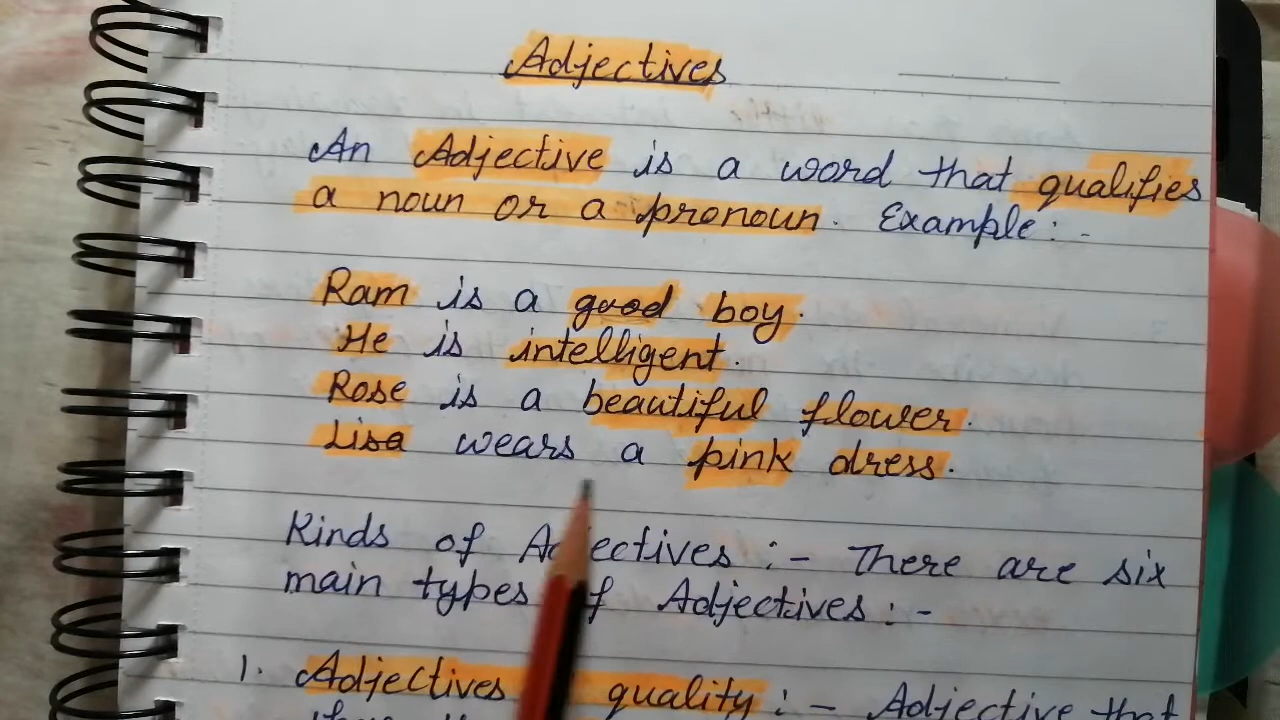 Adjectives
An Adjective is a word that qualifies
a noun or a pronoun. Example:-
Ram is a good boy.
He is intelligent.
Rose is a beautiful flower.
Lisa wears a pink dress.
Kinds of Adjectives :- There are six
main types of Adjectives :-
1. Adjectives quality :- Adjective that